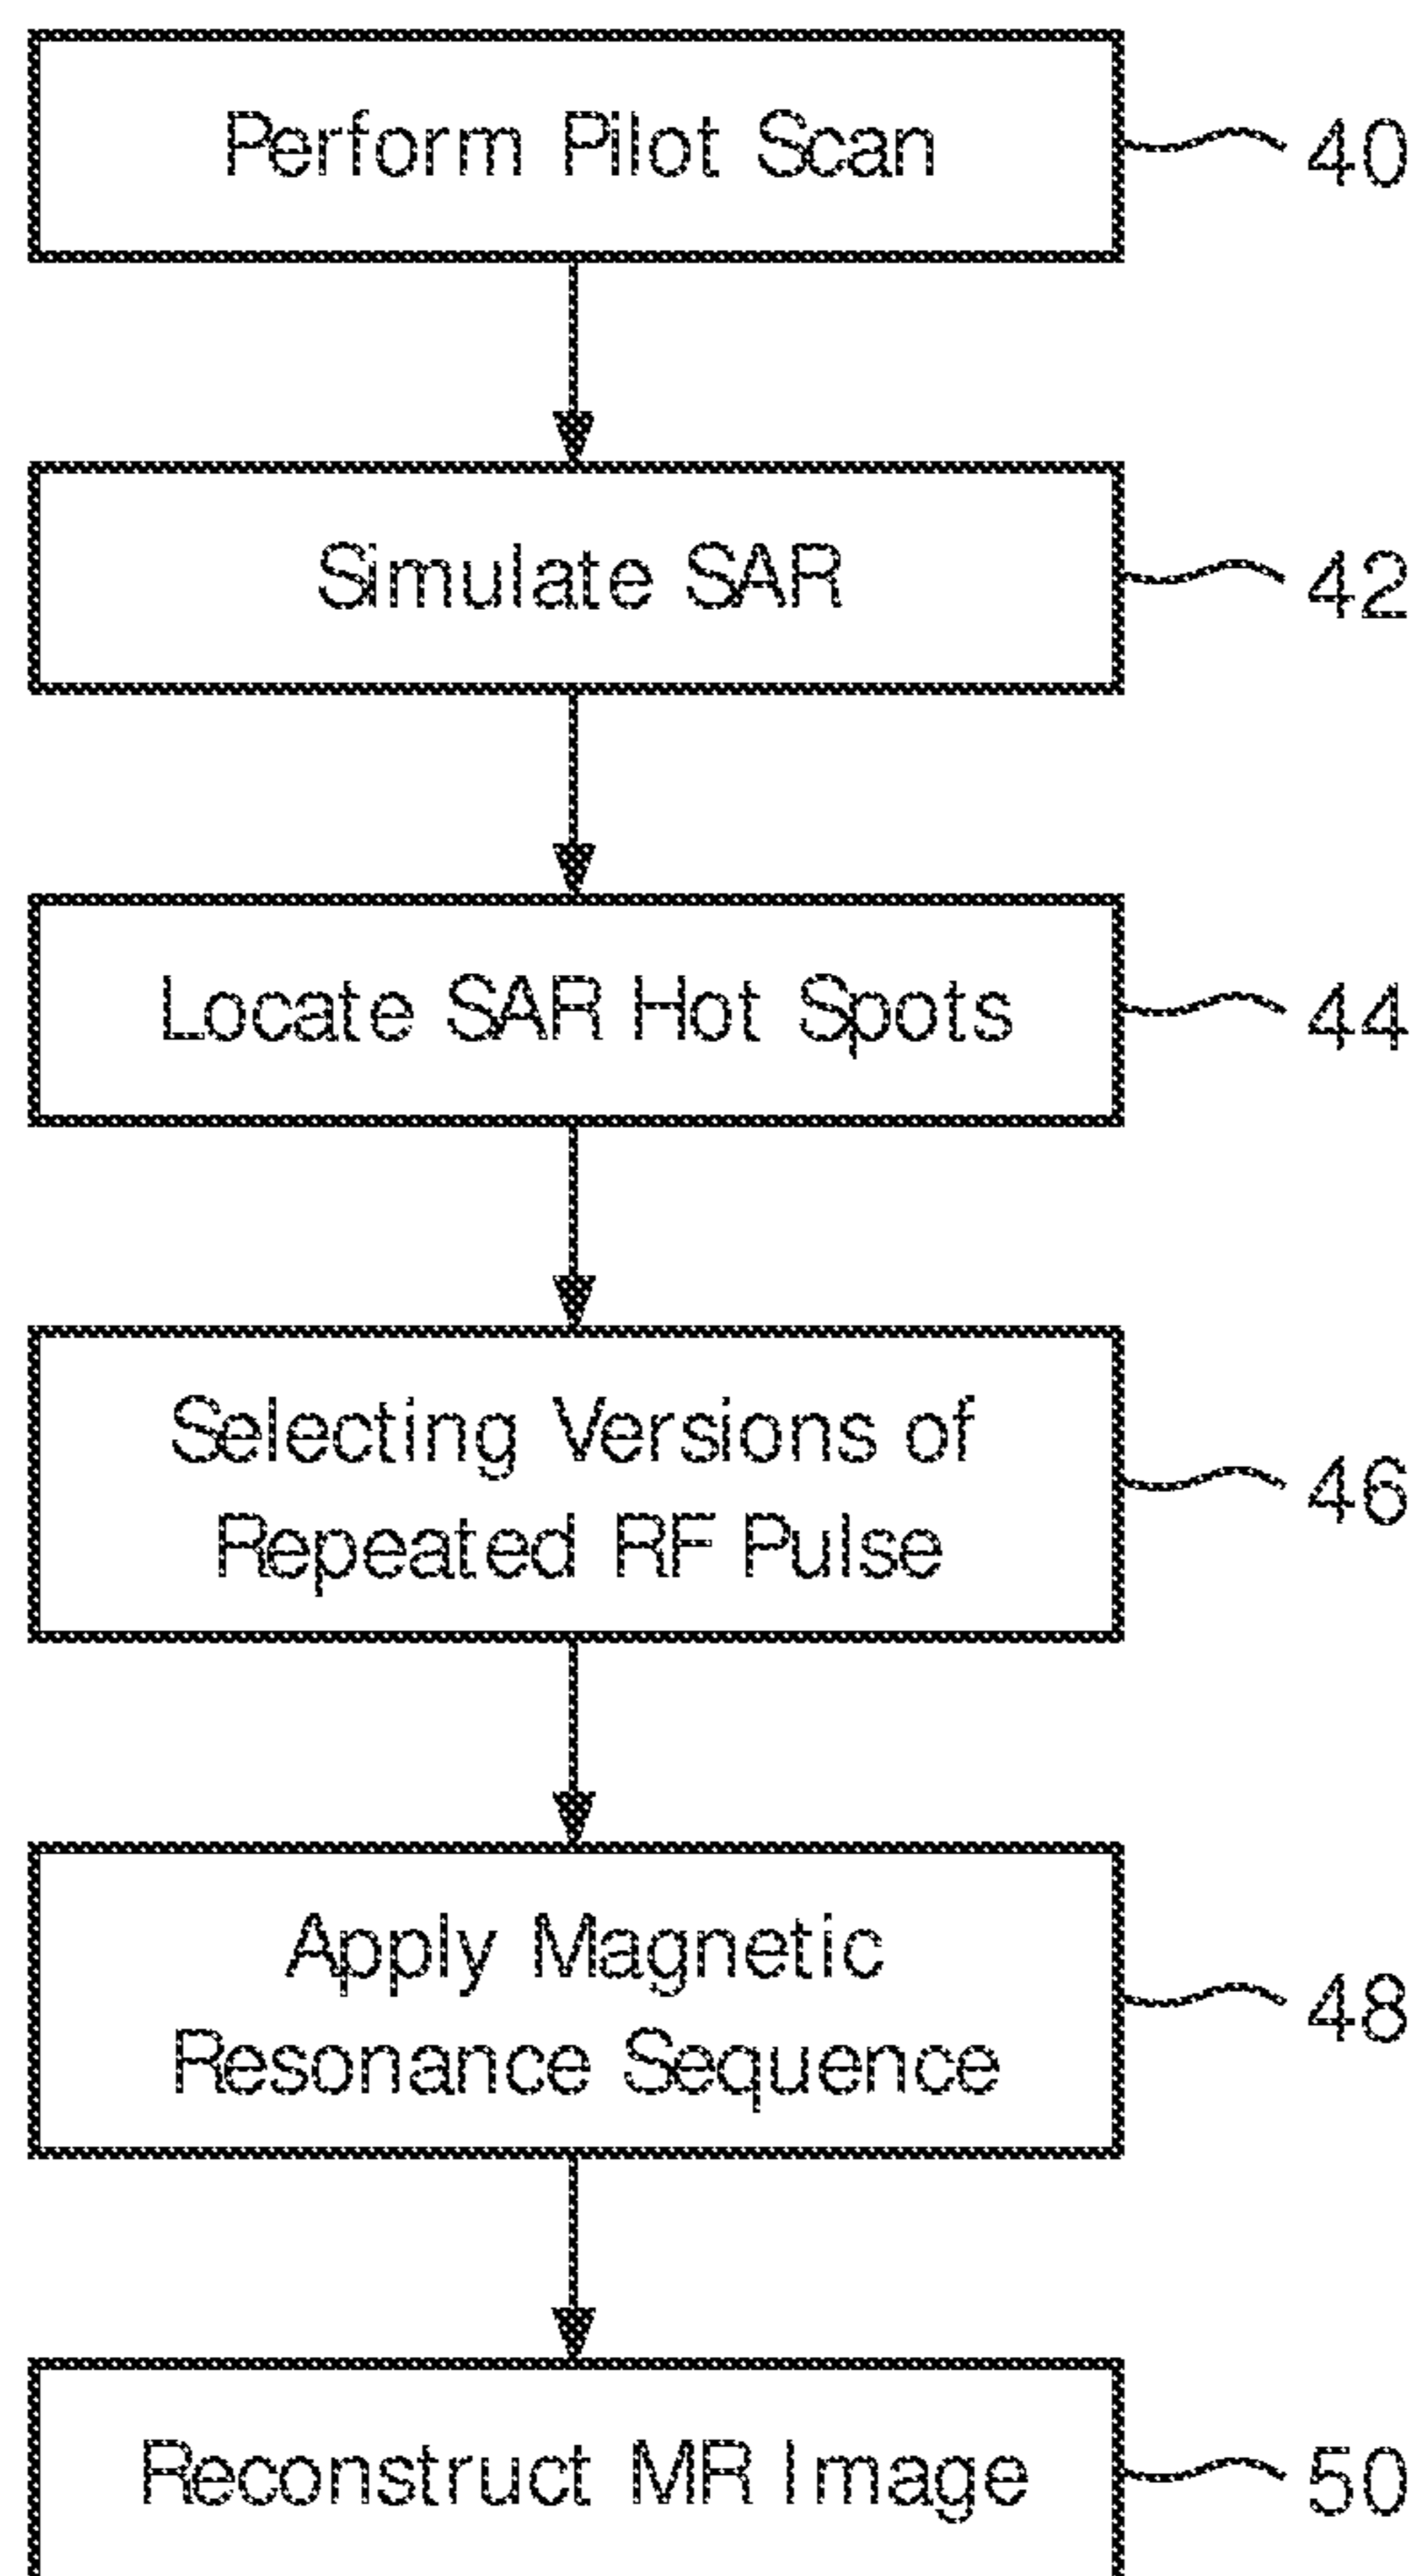 Perform Pilot Scan
40
Simulate SAR
42
Locate SAR Hot Spots
44
Selecting Versions of
Repeated RF Pulse
46
Apply Magnetic
Resonance Sequence
48
Reconstruct MR Image
50